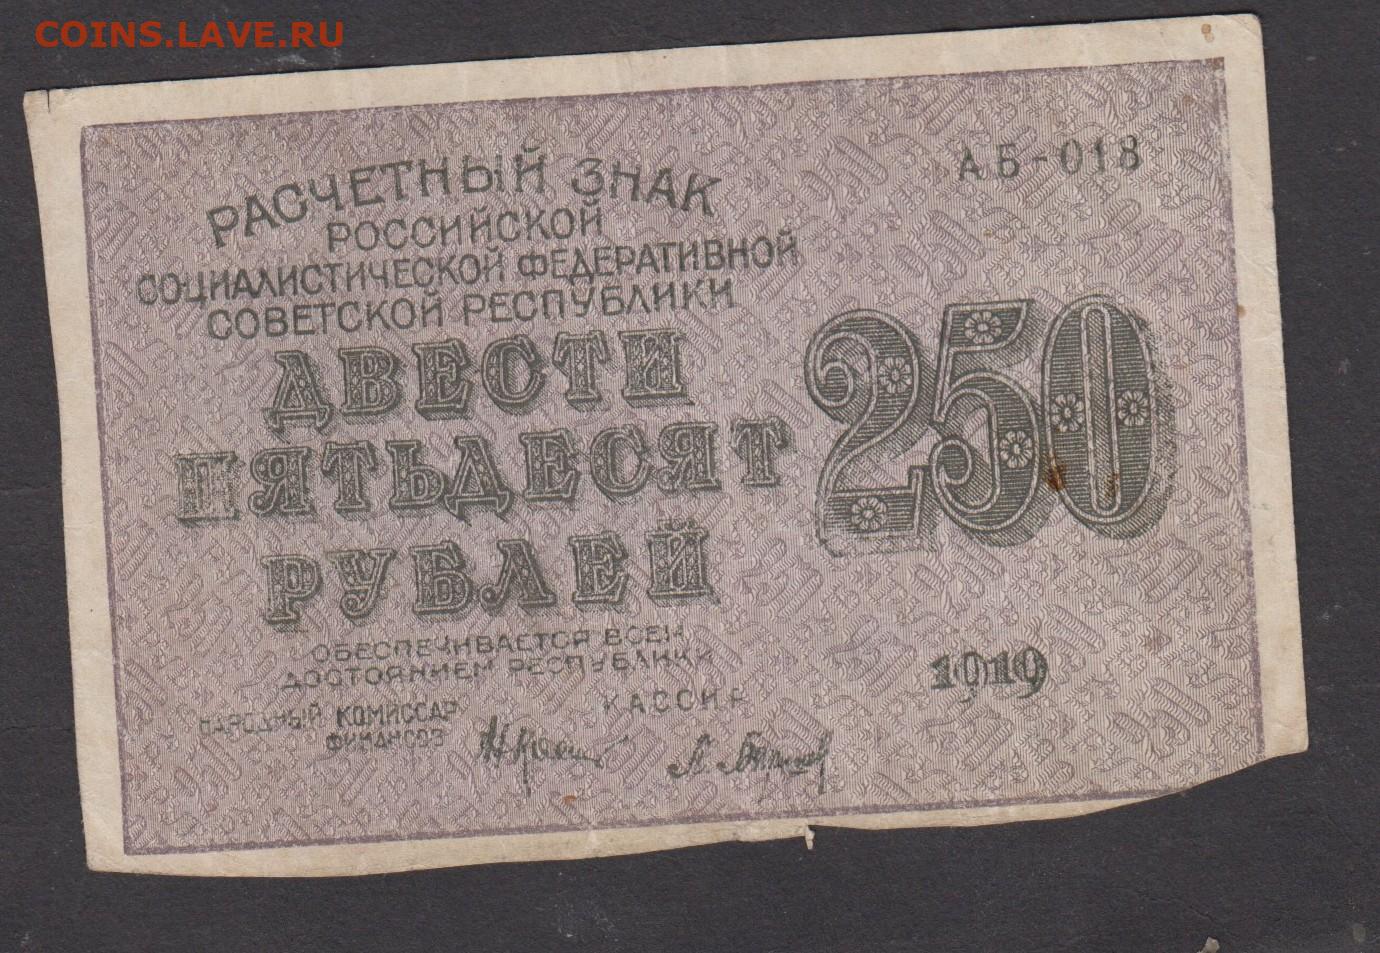 COINS.LAVE.RU
АБ-018
РАСЧЕТНЫЙ ЗНАК
РОССИЙСКОЙ
СОЦИАЛИСТИЧЕСКОЙ ФЕДЕРАТИВНОЙ
СОВЕТСКОЙ РЕСПУБЛИКИ
ДВЕСТИ
ПЯТЬДЕСЯТ
РУБЛЕЙ
250
ОБЕСПЕЧИВАЕТСЯ ВСЕМ
ДОСТОЯНИЕМ РЕСПУБЛИКИ
1919
НАРОДНЫЙ КОМИССАР
ФИНАНСОВ
КАССИР